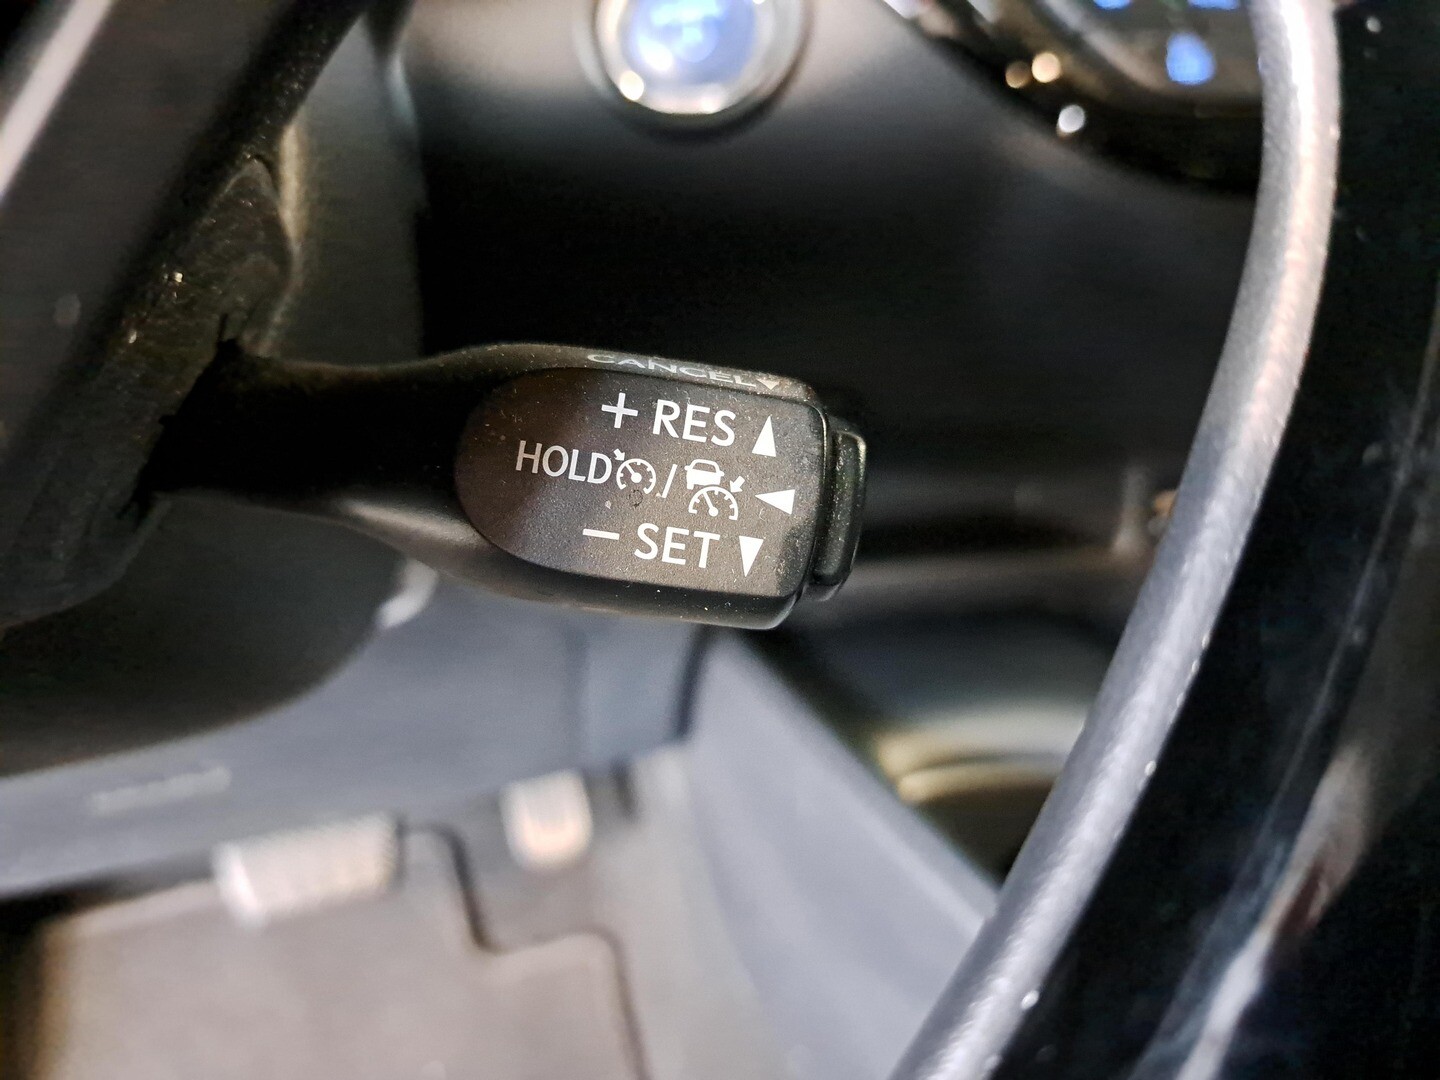 CANCEL
+ RES
HOLD /
- SET